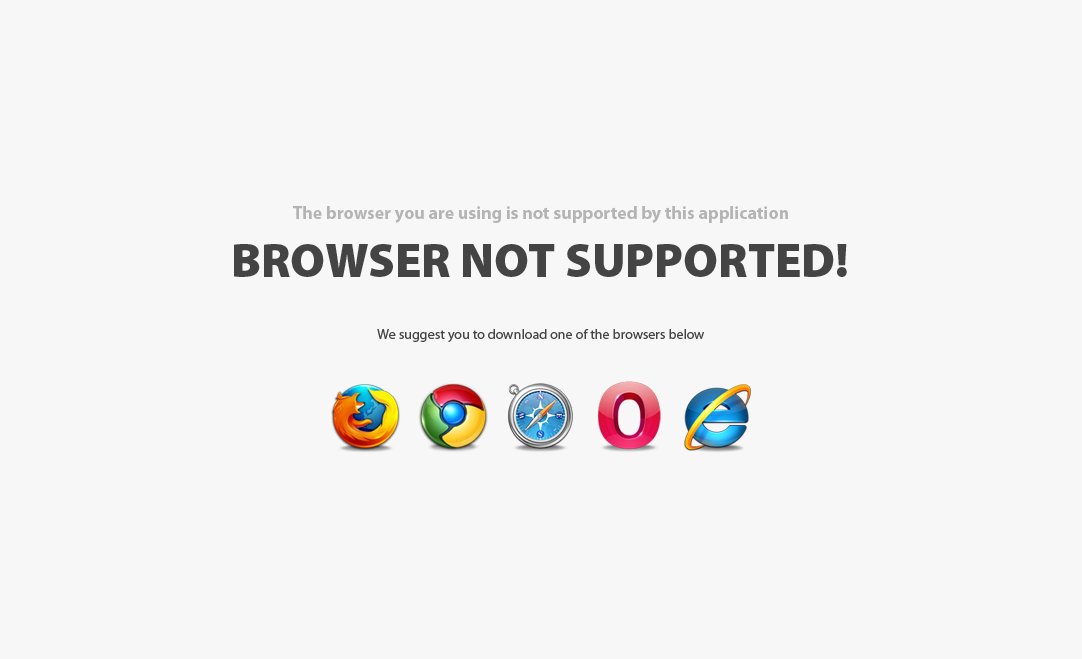 The browser you are using is not supported by this application
BROWSER NOT SUPPORTED!
We suggest you to download one of the browsers below